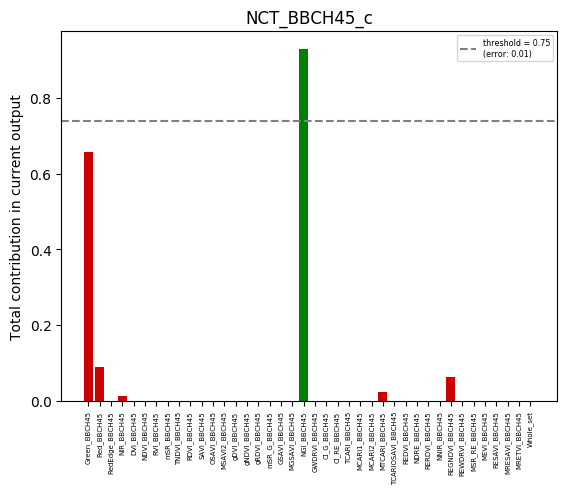 NCT_BBCH45_c
threshold = 0.75
(error: 0.01)
Total contribution in current output
0.8
0.6
0.4
0.2
0.0
Green_BBCH45
Red_BBCH45
RedEdge_BBCH45
NIR_BBCH45
DVI_BBCH45
NDVI_BBCH45
RVI_BBCH45
mSR_BBCH45
TNDVI_BBCH45
RDVI_BBCH45
SAVI_BBCH45
OSAVI_BBCH45
MSAVI2_BBCH45
gDVI_BBCH45
gNDVI_BBCH45
gRDVI_BBCH45
mSR_G_BBCH45
GSAVI_BBCH45
MGSAVI_BBCH45
NGI_BBCH45
GWDRVI_BBCH45
CI_G_BBCH45
CI_RE_BBCH45
TCARI_BBCH45
MCARI1_BBCH45
MCARI2_BBCH45
MTCARI_BBCH45
TCARIOSAVI_BBCH45
REDVI_BBCH45
NDRE_BBCH45
RERDVI_BBCH45
NNIR_BBCH45
REGNDVI_BBCH45
REWDRVI_BBCH45
MSR_RE_BBCH45
MEVI_BBCH45
RESAVI_BBCH45
MRESAVI_BBCH45
MRETVI_BBCH45
Whole_set